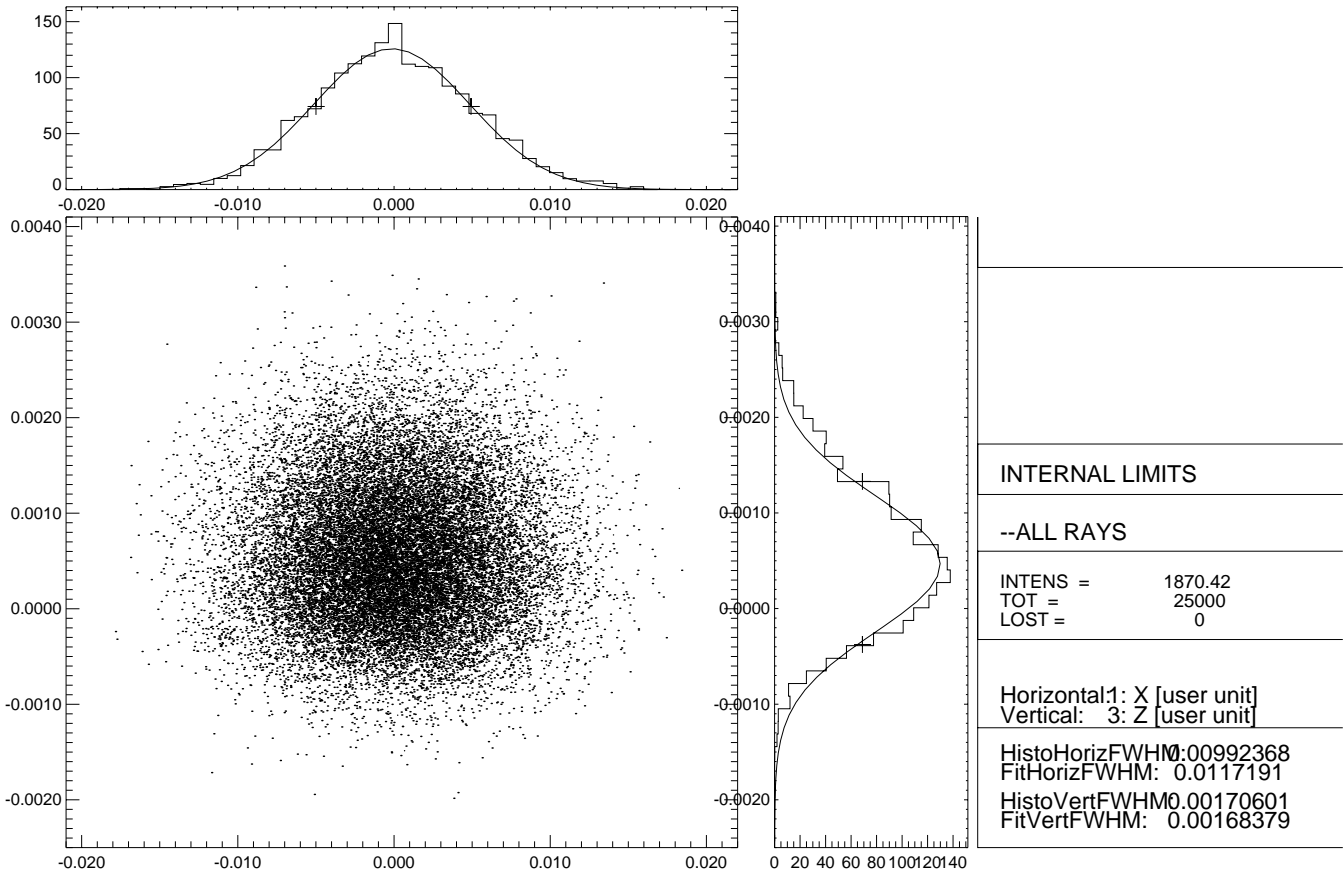 150
100
50
0
-0.020 -0.010 0.000 0.010 0.020
0.0040
0.0030
0.0020
0.0010
0.0000
-0.0010
-0.0020
-0.020 -0.010 0.000 0.010 0.020
0.0040
0.0030
0.0020
0.0010
0.0000
-0.0010
-0.0020
0 20 40 60 80 100 120 140
INTERNAL LIMITS
--ALL RAYS
INTENS = 1870.42
TOT = 25000
LOST = 0
Horizontal:1: X [user unit]
Vertical: 3: Z [user unit]
HistoHorizFWHM:0.00992368
FitHorizFWHM: 0.0117191
HistoVertFWHM:0.00170601
FitVertFWHM: 0.00168379